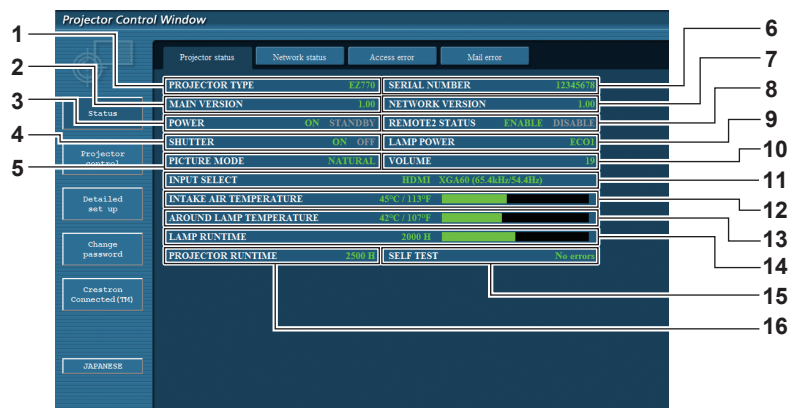 Projector Control Window
Projector status Network status Access error Mail error
Status
Projector control
Detailed set up
Change password
Crestron Connected(TM)
JAPANESE
PROJECTOR TYPE EZ770 SERIAL NUMBER 12345678
MAIN VERSION 1.00 NETWORK VERSION 1.00
POWER ON STANDBY REMOTE2 STATUS ENABLE DISABLE
SHUTTER ON OFF LAMP POWER ECO1
PICTURE MODE NATURAL VOLUME 19
INPUT SELECT HDMI XGA60 (65.4kHz/54.4Hz)
INTAKE AIR TEMPERATURE 45°C / 113°F
AROUND LAMP TEMPERATURE 42°C / 107°F
LAMP RUNTIME 2000 H
PROJECTOR RUNTIME 2500 H SELF TEST No errors
1
2
3
4
5
6
7
8
9
10
11
12
13
14
15
16